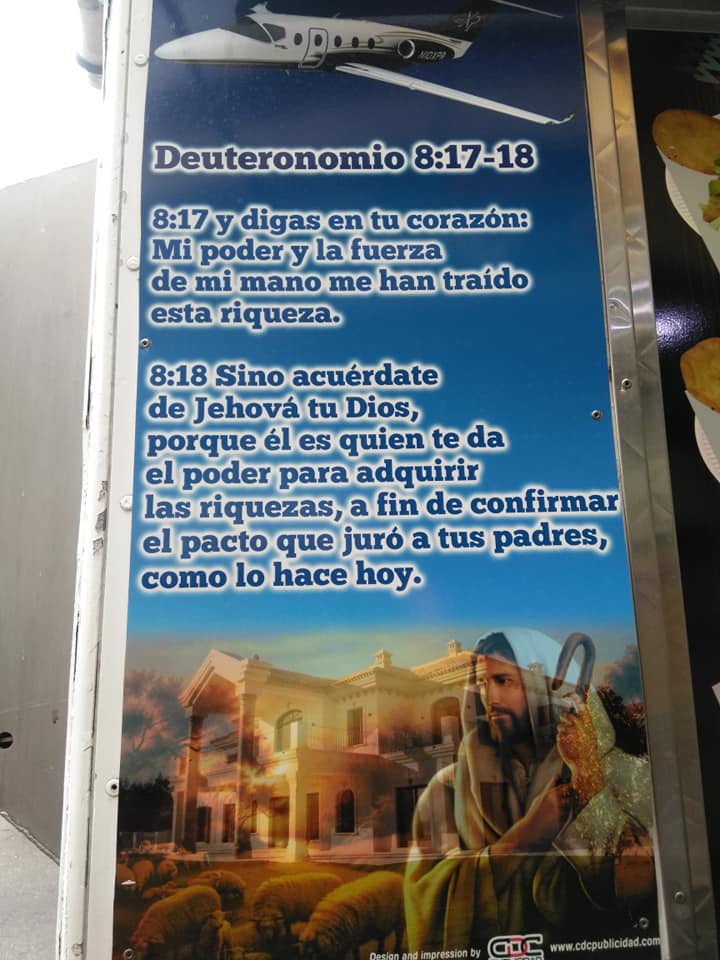 N10XPR
Deuteronomio 8:17-18
8:17 y digas en tu corazón:
Mi poder y la fuerza
de mi mano me han traído
esta riqueza.
8:18 Sino acuérdate
de Jehová tu Dios,
porque él es quien te da
el poder para adquirir
las riquezas, a fin de confirmar
el pacto que juró a tus padres,
como lo hace hoy.
Design and impression by CDC www.cdcpublicidad.com